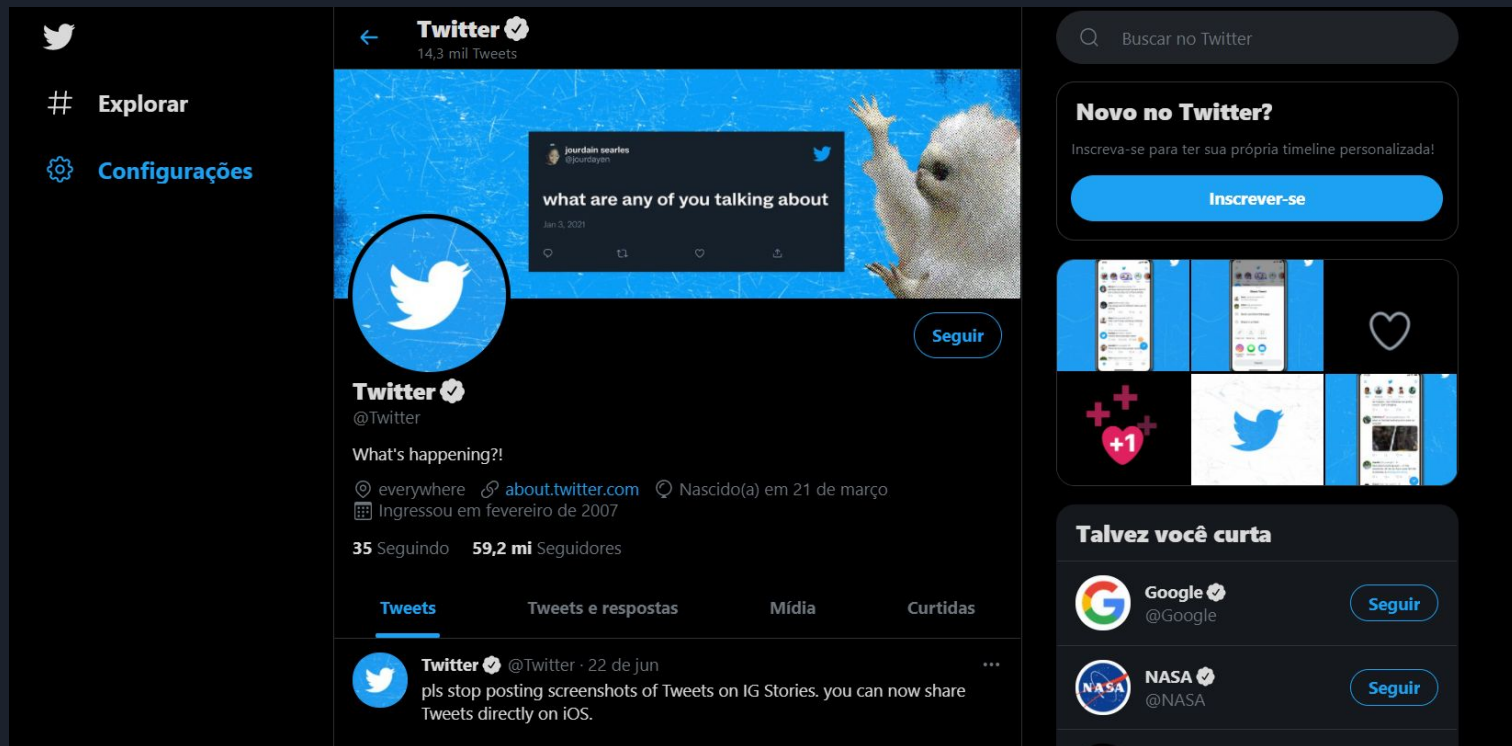 Twitter
14,3 mil Tweets
Explorar
Configurações
jourdain searles
@jourdayen
what are any of you talking about
Jan 3, 2021
Seguir
Twitter
@Twitter
What's happening?!
everywhere about.twitter.com Nascido(a) em 21 de março
Ingressou em fevereiro de 2007
35 Seguindo 59,2 mi Seguidores
Tweets Tweets e respostas Mídia Curtidas
Twitter @Twitter · 22 de jun
pls stop posting screenshots of Tweets on IG Stories. you can now share
Tweets directly on iOS.
Buscar no Twitter
Novo no Twitter?
Inscreva-se para ter sua própria timeline personalizada!
Inscrever-se
+1
Talvez você curta
Google
@Google
Seguir
NASA
NASA
@NASA
Seguir